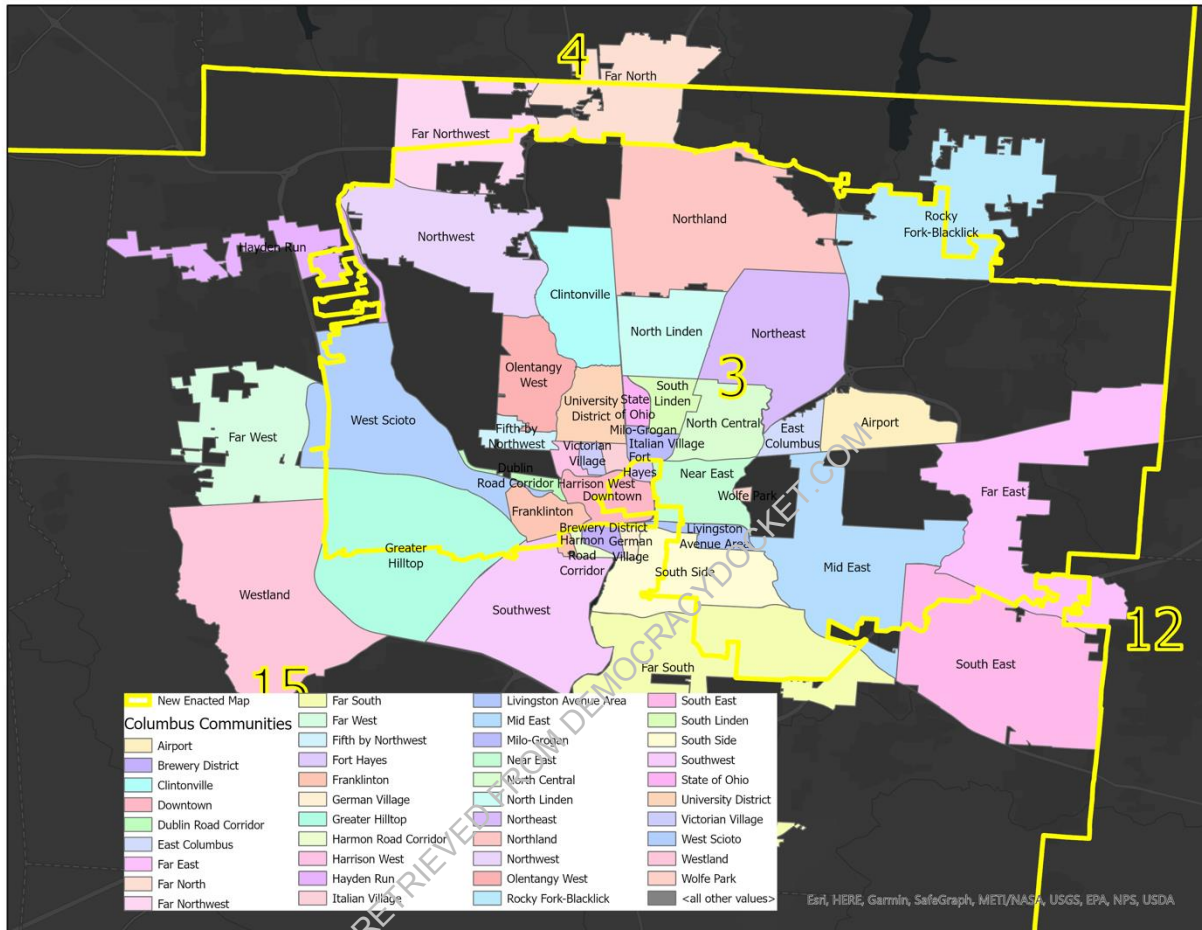 4
Far North
Far Northwest
Northland
Rocky
Fork-Blacklick
Northwest
Hayden Run
Clintonville
North Linden
Northeast
3
Olentangy
West
South
Linden
State
of Ohio
University
District
North Central
West Scioto
Milo-Grogan
Airport
East
Columbus
Fifth by
Northwest
Italian Village
Far West
Victorian
Village
Fort
Hayes
Near East
Dublin
Road Corridor
Harrison West
Downtown
Wolfe Park
Far East
Franklinton
Brewery District
Livingston
Avenue Area
Harmon
Road
Corridor
German
Village
Greater
Hilltop
South Side
Mid East
Westland
Southwest
12
South East
Far South
15
New Enacted Map
Columbus Communities
Airport
Brewery District
Clintonville
Downtown
Dublin Road Corridor
East Columbus
Far East
Far North
Far Northwest
Far South
Far West
Fifth by Northwest
Fort Hayes
Franklinton
German Village
Greater Hilltop
Harmon Road Corridor
Harrison West
Hayden Run
Italian Village
Livingston Avenue Area
Mid East
Milo-Grogan
Near East
North Central
North Linden
Northeast
Northland
Northwest
Olentangy West
Rocky Fork-Blacklick
South East
South Linden
South Side
Southwest
State of Ohio
University District
Victorian Village
West Scioto
Westland
Wolfe Park
<all other values>
Esri, HERE, Garmin, SafeGraph, METI/NASA, USGS, EPA, NPS, USDA
RETRIEVED FROM DEMOCRACYDOCKET.COM